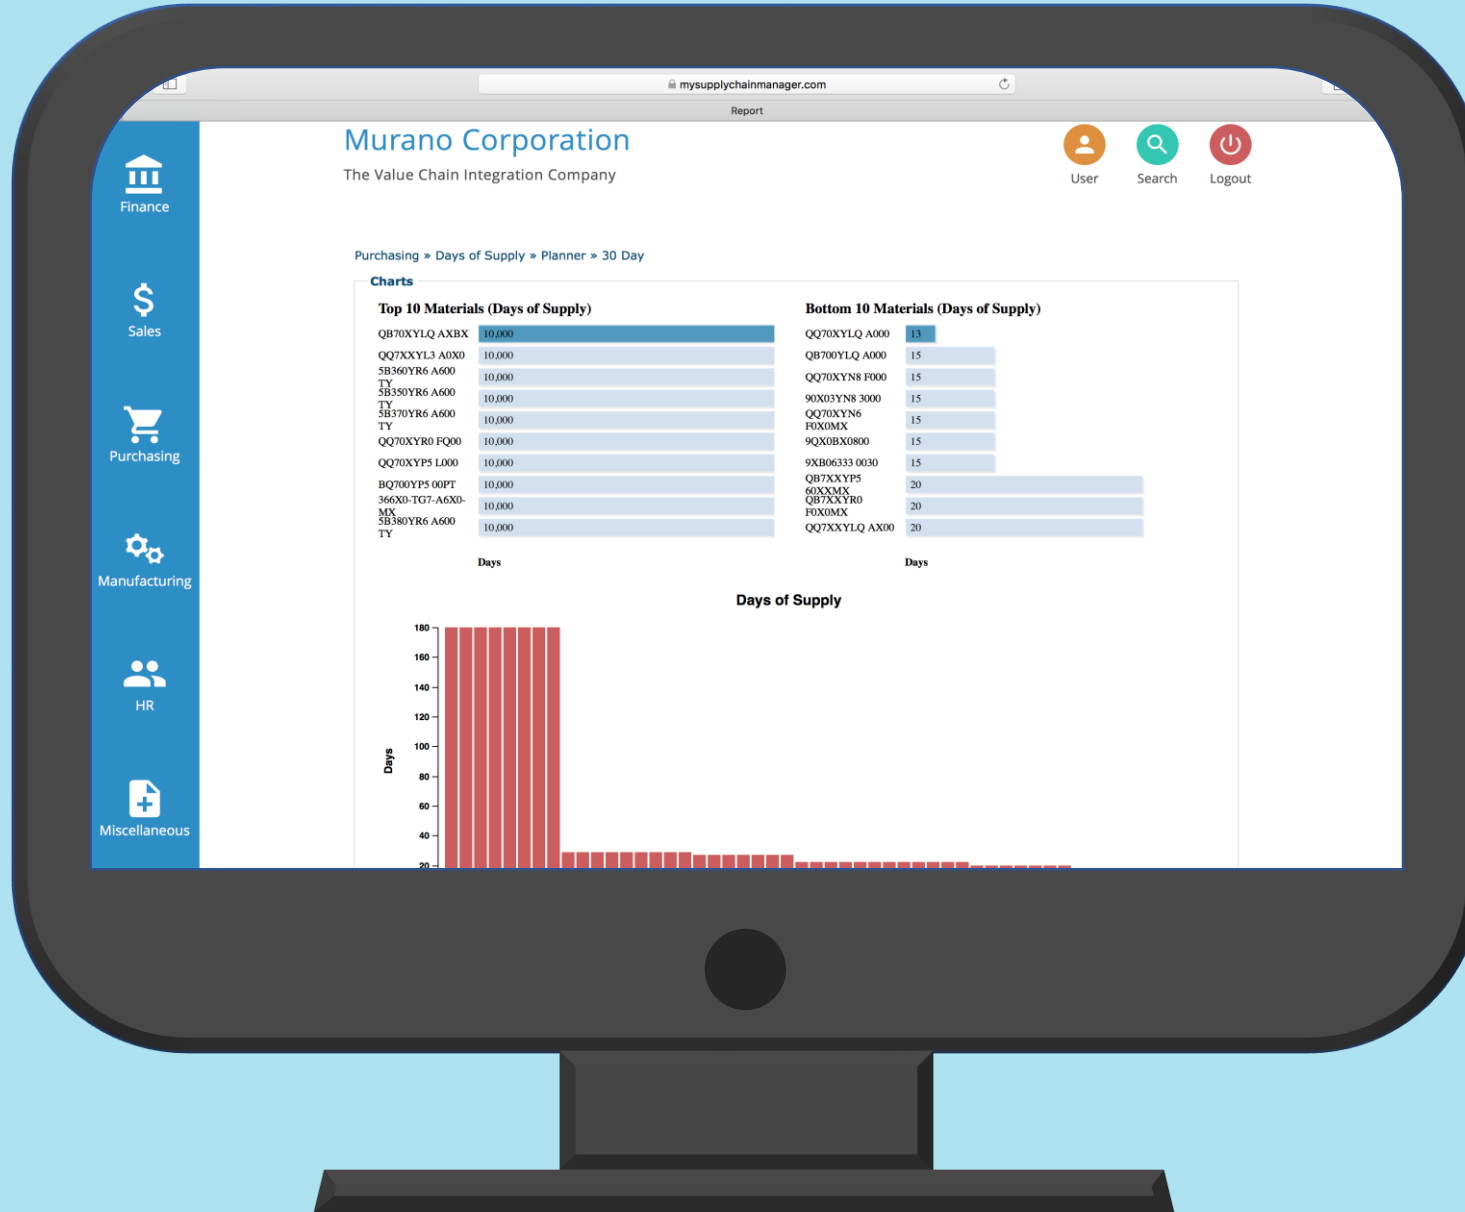 mysupplychainmanager.com
Report
Murano Corporation
The Value Chain Integration Company
User
Search
Logout
Finance
Sales
Purchasing
Manufacturing
HR
Miscellaneous
Purchasing » Days of Supply » Planner » 30 Day
Charts
Top 10 Materials (Days of Supply)
QB70XYLQ AXBX 10,000
QQ7XXYL3 A0X0 10,000
5B360YR6 A600
TY 10,000
5B350YR6 A600
TY 10,000
5B370YR6 A600
TY 10,000
QQ70XYR0 FQ00 10,000
QQ70XYP5 L000 10,000
BQ700YP5 00PT 10,000
366X0-TG7-A6X0-
MX 10,000
5B380YR6 A600
TY 10,000
Days
Bottom 10 Materials (Days of Supply)
QQ70XYLQ A000 13
QB700YLQ A000 15
QQ70XYN8 F000 15
90X03YN8 3000 15
QQ70XYN6
F0X0MX 15
9QX0BX0800 15
9XB06333 0030 15
QB7XXYP5
60XXMX 20
QB7XXYR0
F0X0MX 20
QQ7XXYLQ AX00 20
Days
Days of Supply
Days
180
160
140
120
100
80
60
40
20